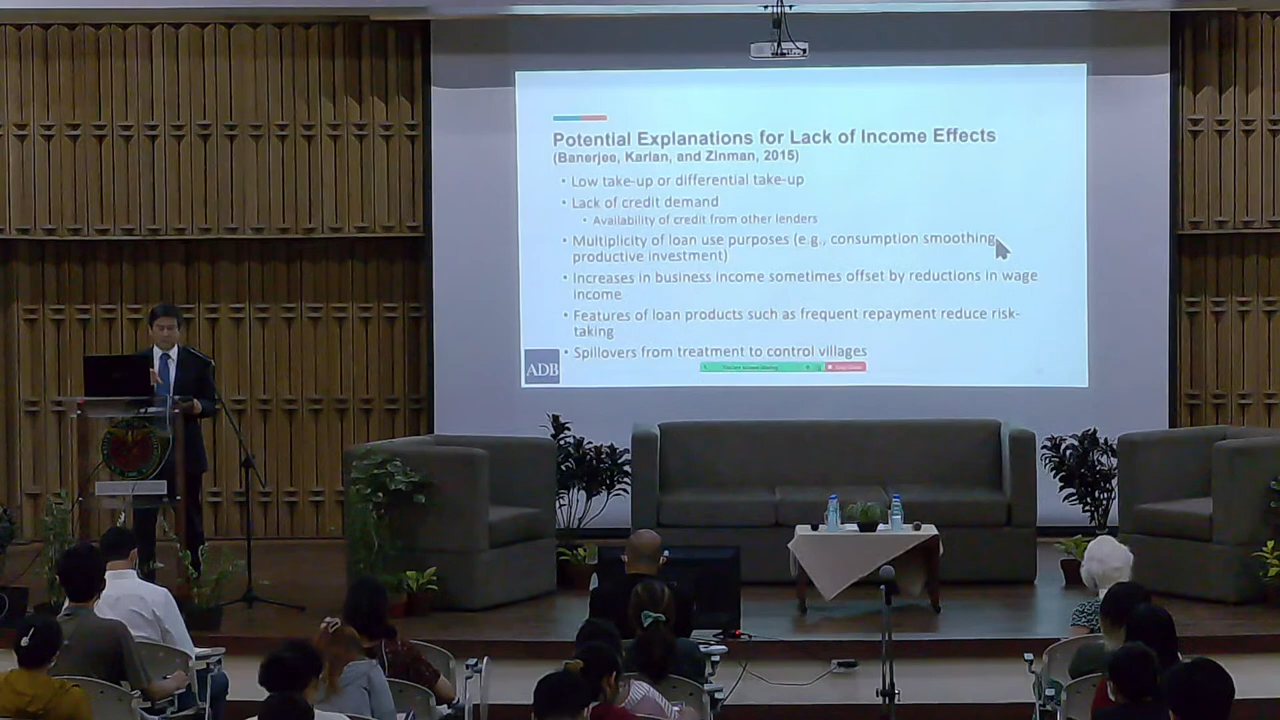 Potential Explanations for Lack of Income Effects
(Banerjee, Karlan, and Zinman, 2015)
• Low take-up or differential take-up
• Lack of credit demand
• Availability of credit from other lenders
• Multiplicity of loan use purposes (e.g., consumption smoothing,
productive investment)
• Increases in business income sometimes offset by reductions in wage
income
• Features of loan products such as frequent repayment reduce risk-
taking
• Spillovers from treatment to control villages
ADB